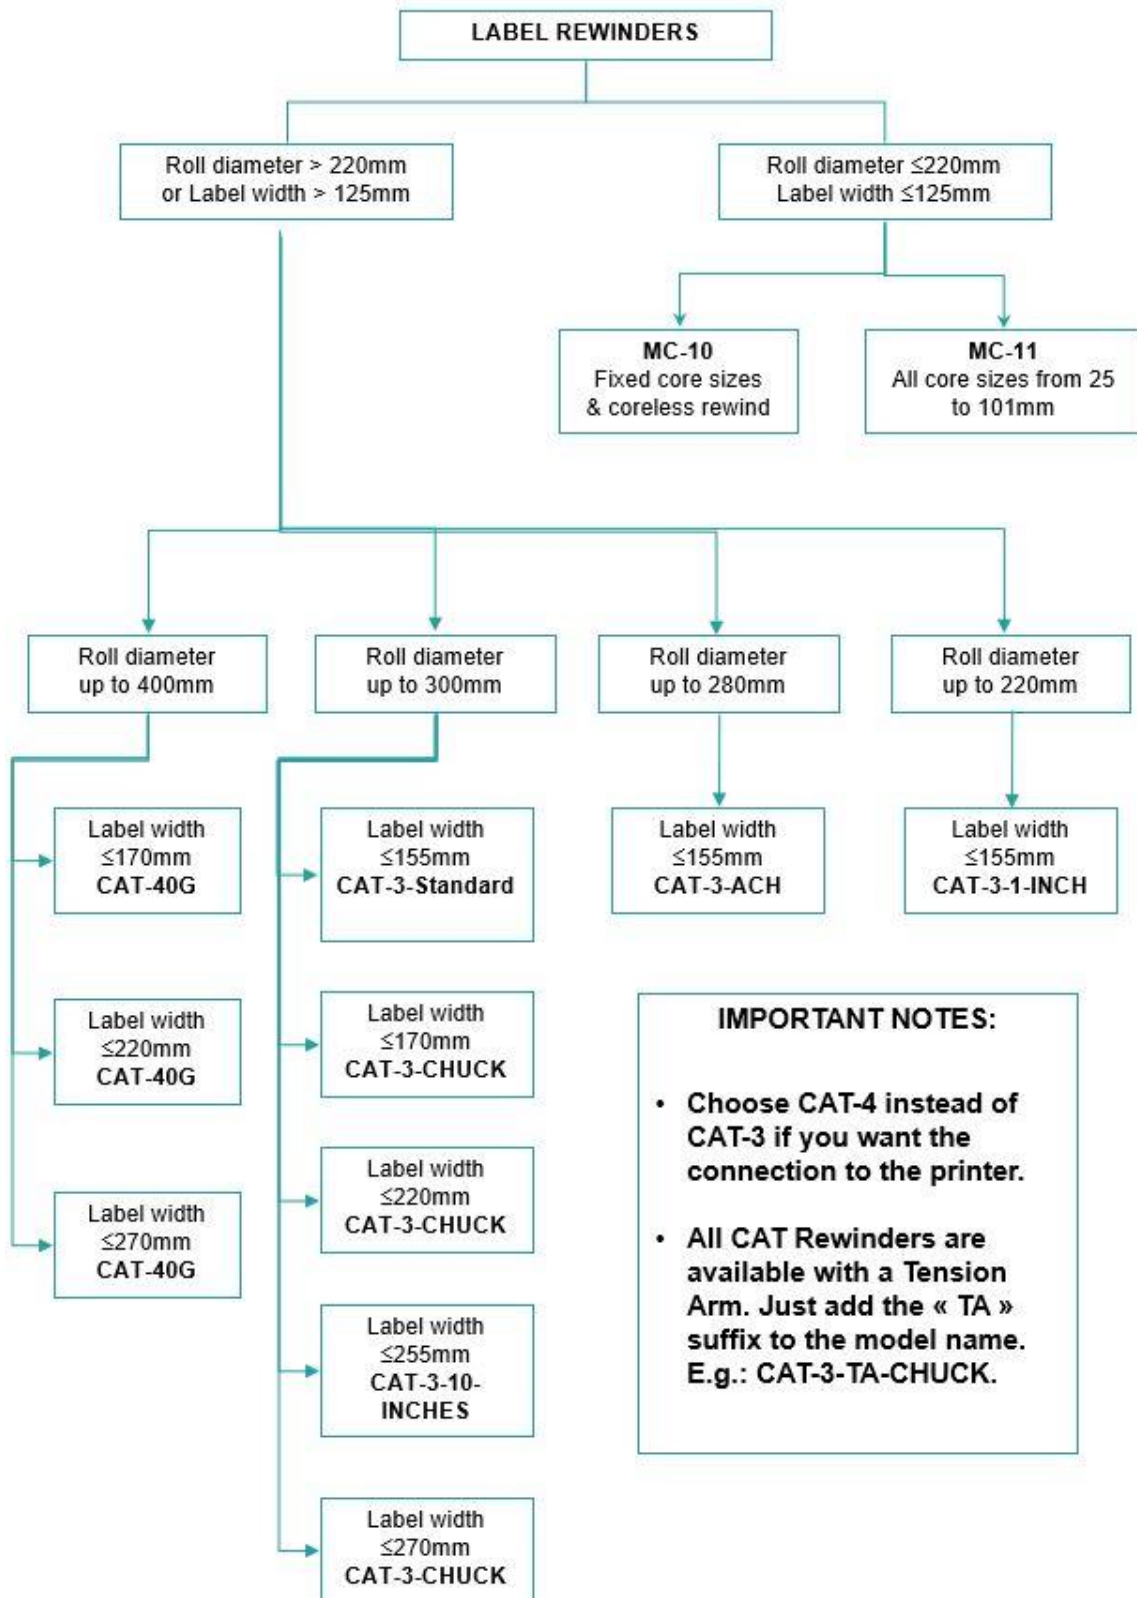 LABEL REWINDERS
Roll diameter > 220mm
or Label width > 125mm
Roll diameter ≤220mm
Label width ≤125mm
MC-10
Fixed core sizes
& coreless rewind
MC-11
All core sizes from 25
to 101mm
Roll diameter
up to 400mm
Roll diameter
up to 300mm
Roll diameter
up to 280mm
Roll diameter
up to 220mm
Label width
≤170mm
CAT-40G
Label width
≤220mm
CAT-40G
Label width
≤270mm
CAT-40G
Label width
≤155mm
CAT-3-Standard
Label width
≤170mm
CAT-3-CHUCK
Label width
≤220mm
CAT-3-CHUCK
Label width
≤255mm
CAT-3-10-
INCHES
Label width
≤270mm
CAT-3-CHUCK
Label width
≤155mm
CAT-3-ACH
Label width
≤155mm
CAT-3-1-INCH
IMPORTANT NOTES:
• Choose CAT-4 instead of
CAT-3 if you want the
connection to the printer.
• All CAT Rewinders are
available with a Tension
Arm. Just add the « TA »
suffix to the model name.
E.g.: CAT-3-TA-CHUCK.